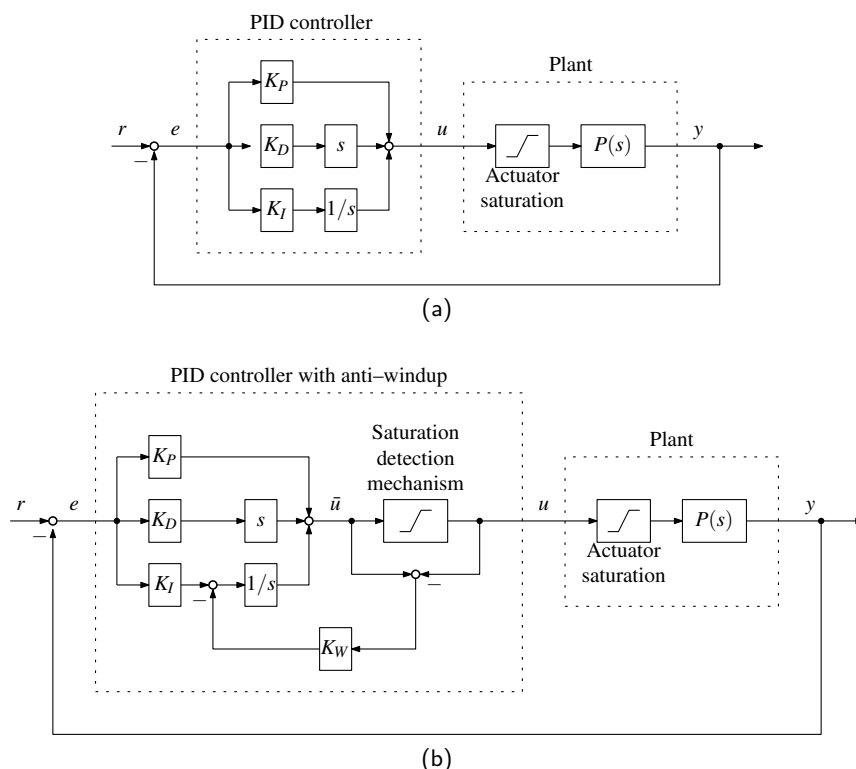 PID controller
Plant
K_P
r
e
K_D
s
u
P(s)
y
−
Actuator
saturation
K_I
1/s
(a)
PID controller with anti–windup
Saturation
detection
mechanism
Plant
K_P
r
e
K_D
s
ū
u
P(s)
y
−
Actuator
saturation
K_I
−
1/s
−
K_W
(b)